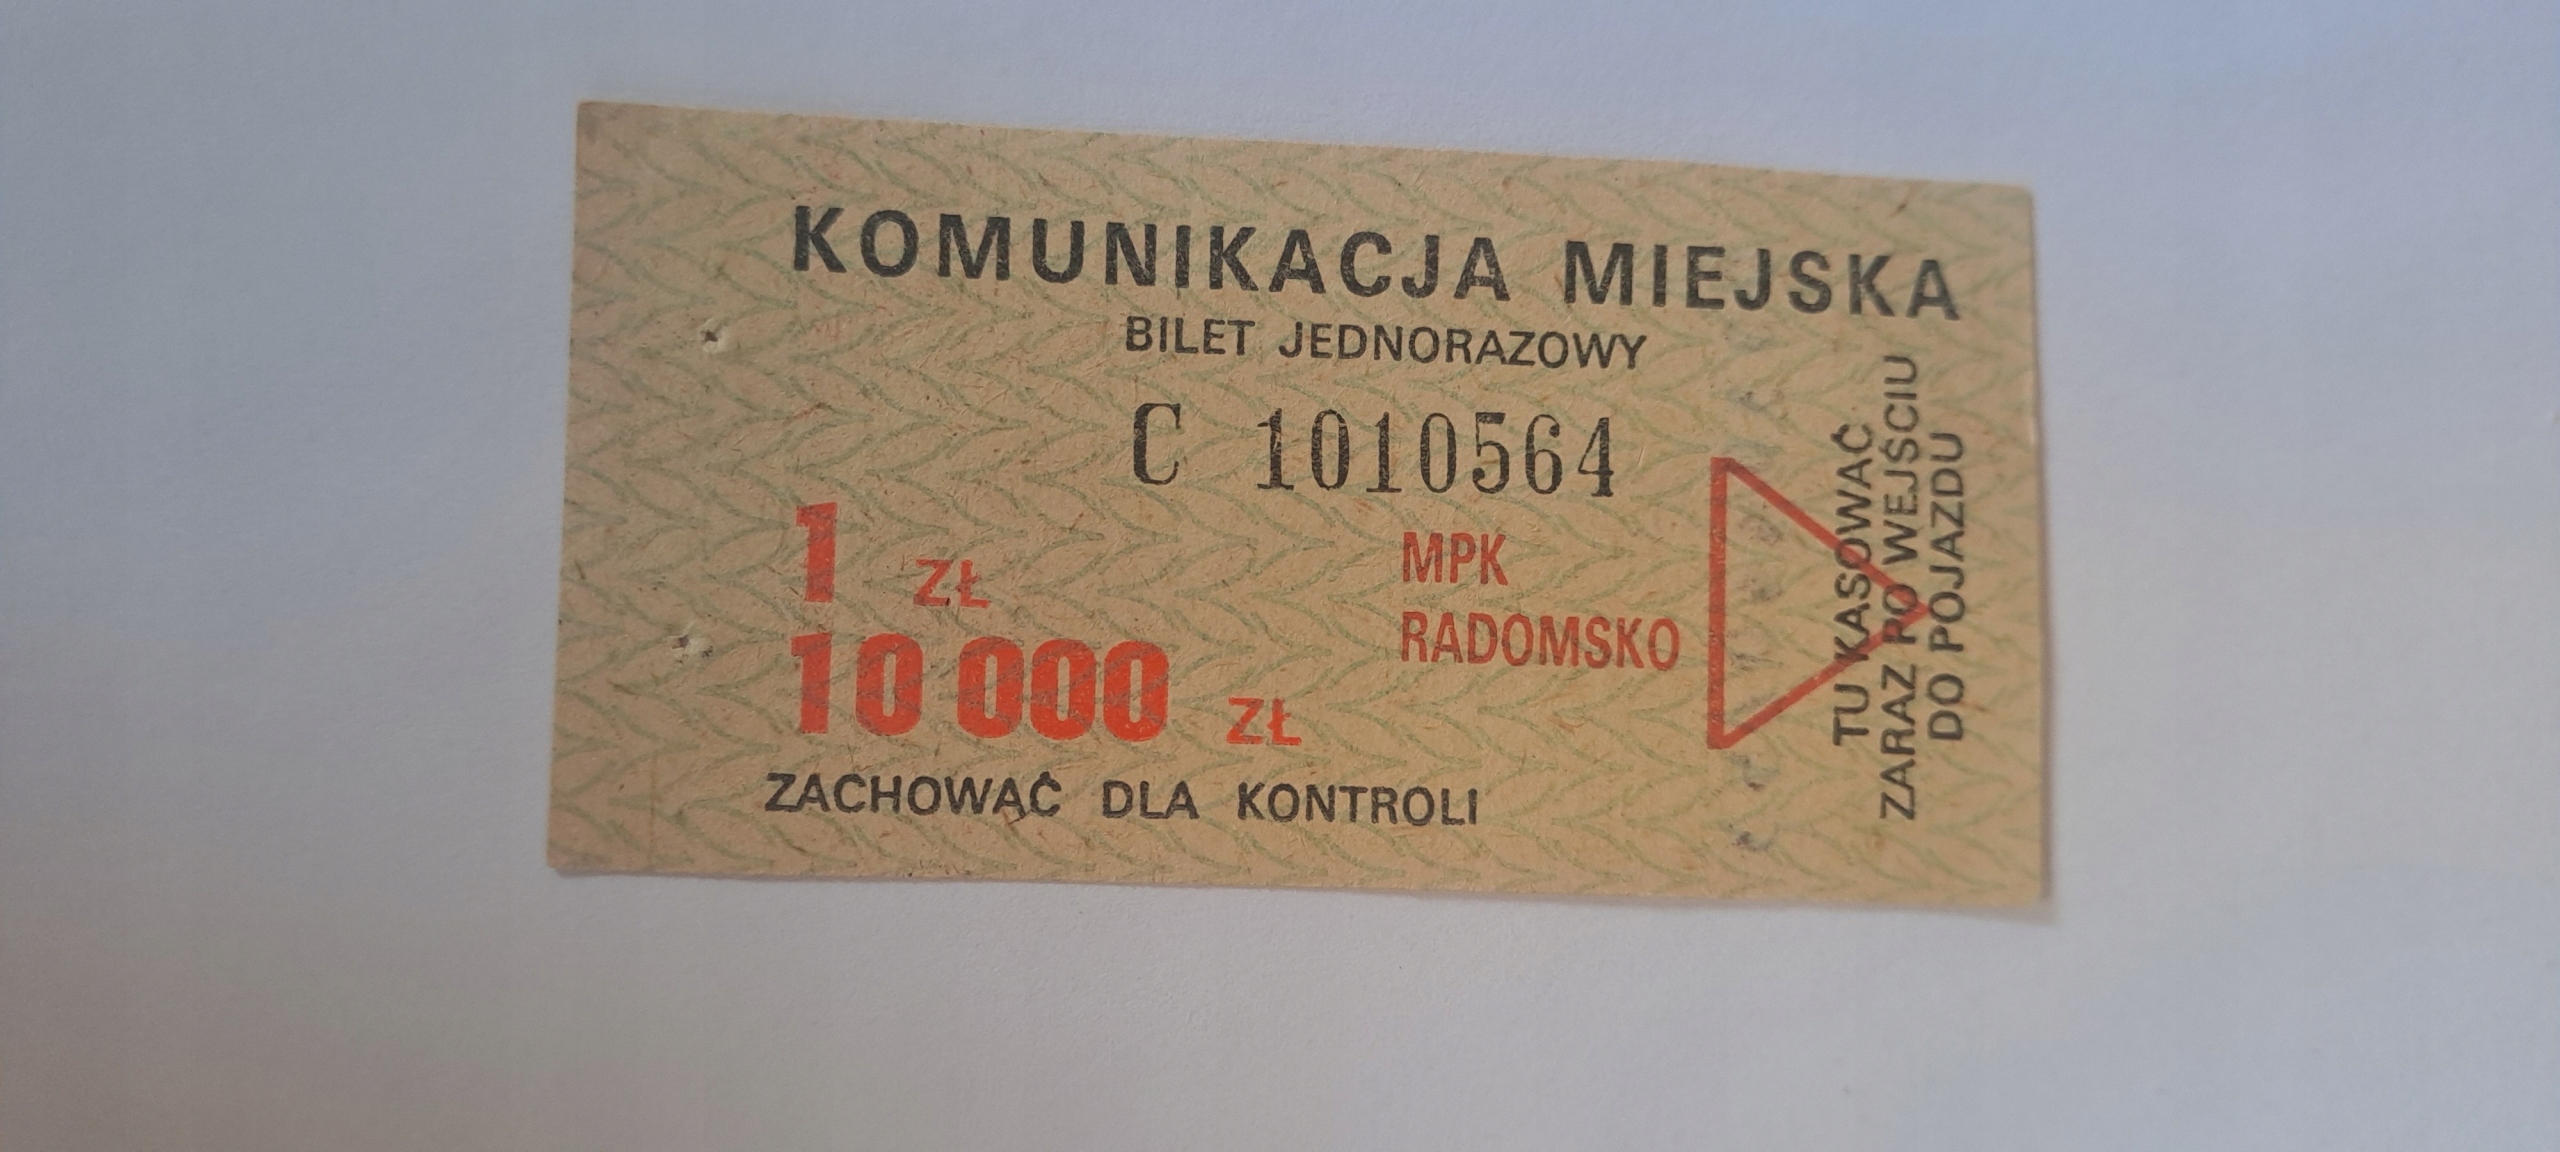 KOMUNIKACJA MIEJSKA
BILET JEDNORAZOWY
C 1010564
1 ZŁ
10 000 ZŁ
MPK
RADOMSKO
ZACHOWAĆ DLA KONTROLI
TU KASOWAĆ
ZARAZ PO WEJŚCIU
DO POJAZDU